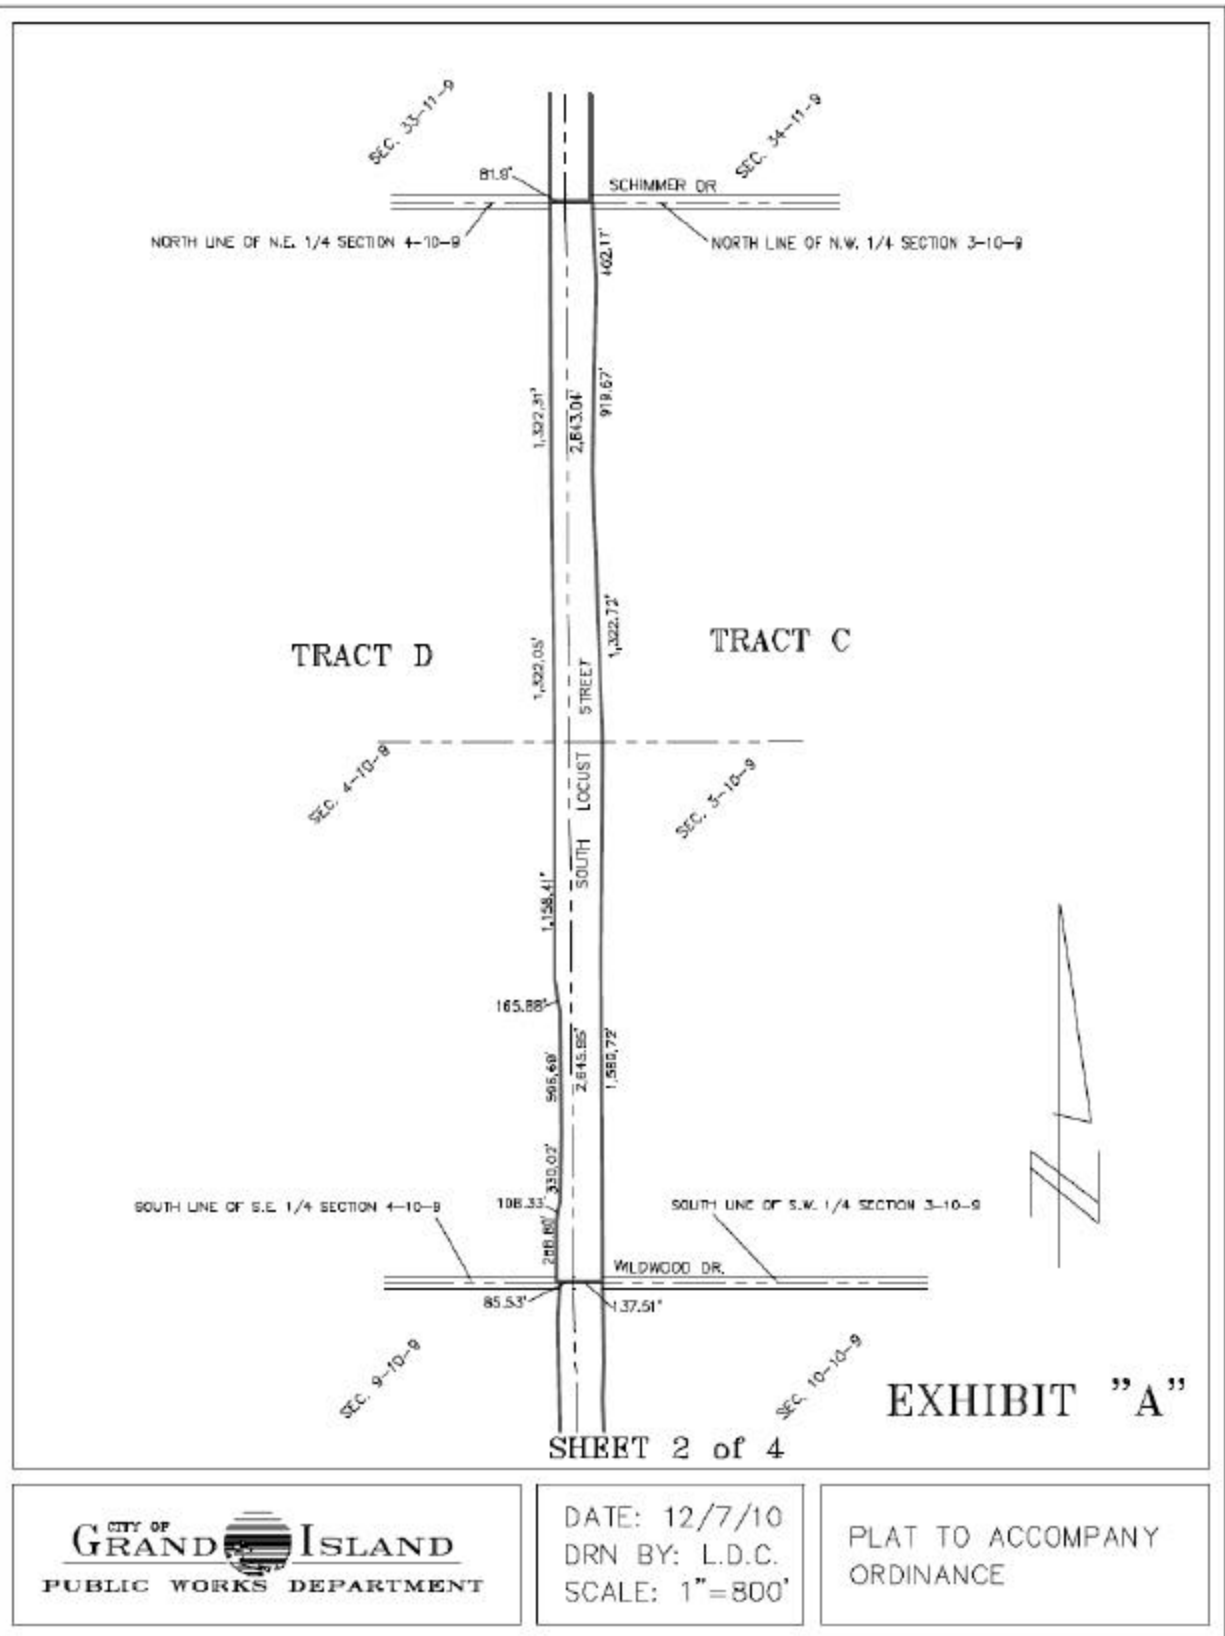 SEC. 33-11-9
SEC. 34-11-9
81.9'
SCHIMMER DR
NORTH LINE OF N.E. 1/4 SECTION 4-10-9
NORTH LINE OF N.W. 1/4 SECTION 3-10-9
462.17'
1,322.31'
2,643.04'
919.67'
1,322.72'
1,322.05'
TRACT D
TRACT C
SOUTH LOCUST STREET
SEC. 4-10-9
SEC. 3-10-9
1,158.41'
165.88'
2,645.85'
1,580.72'
330.02'
108.33'
SOUTH LINE OF S.E. 1/4 SECTION 4-10-9
SOUTH LINE OF S.W. 1/4 SECTION 3-10-9
WILDWOOD DR.
85.53'
137.51'
SEC. 9-10-9
SEC. 10-10-9
EXHIBIT "A"
SHEET 2 of 4
CITY OF
GRAND ISLAND
PUBLIC WORKS DEPARTMENT
DATE: 12/7/10
DRN BY: L.D.C.
SCALE: 1"=800'
PLAT TO ACCOMPANY
ORDINANCE